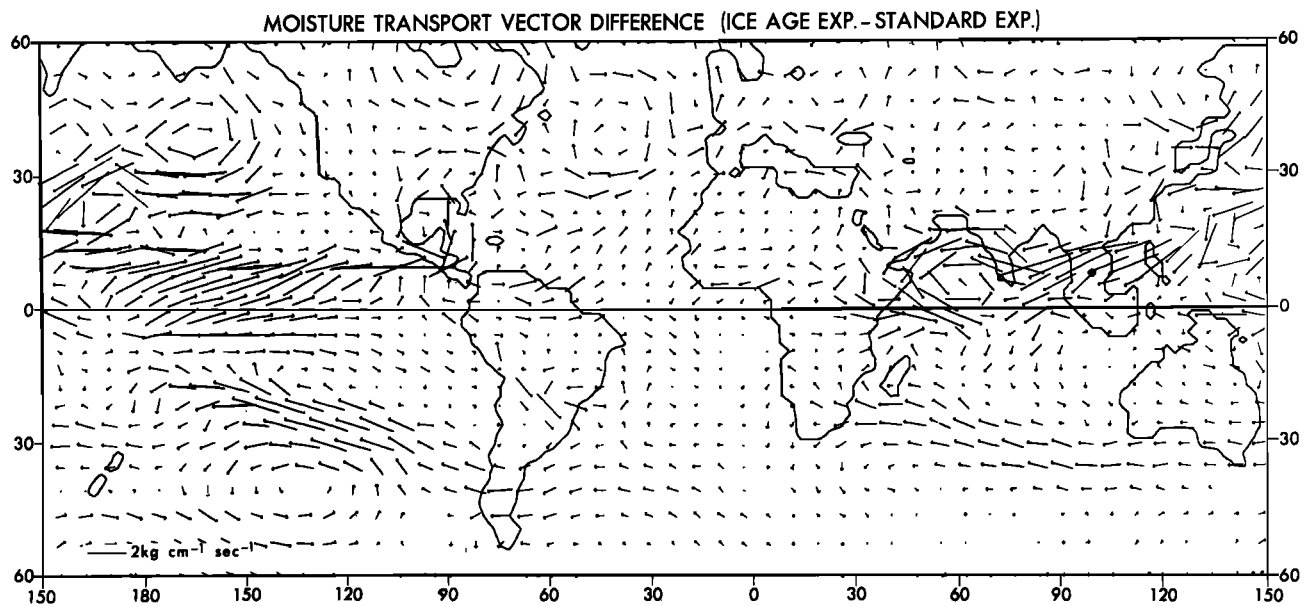 MOISTURE TRANSPORT VECTOR DIFFERENCE (ICE AGE EXP. – STANDARD EXP.)
60 60
30 30
0 0
30 30
2kg cm⁻¹ sec⁻¹
60 60
150 180 150 120 90 60 30 0 30 60 90 120 150